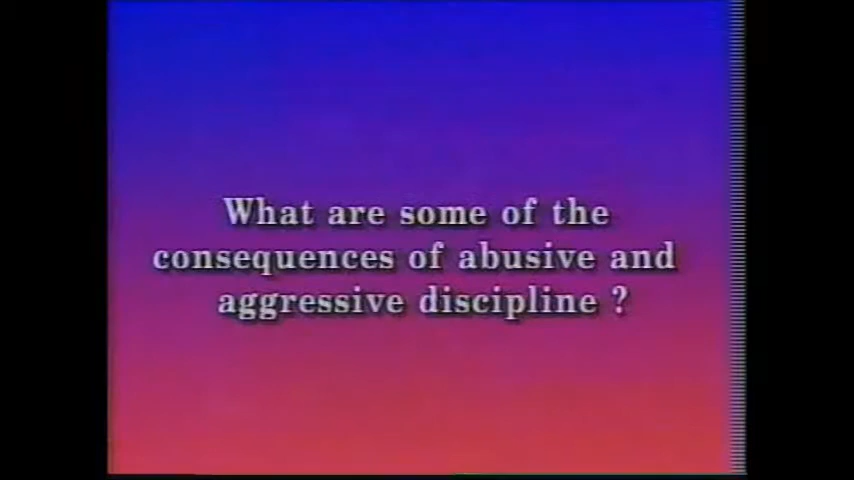 What are some of the
consequences of abusive and
aggressive discipline ?